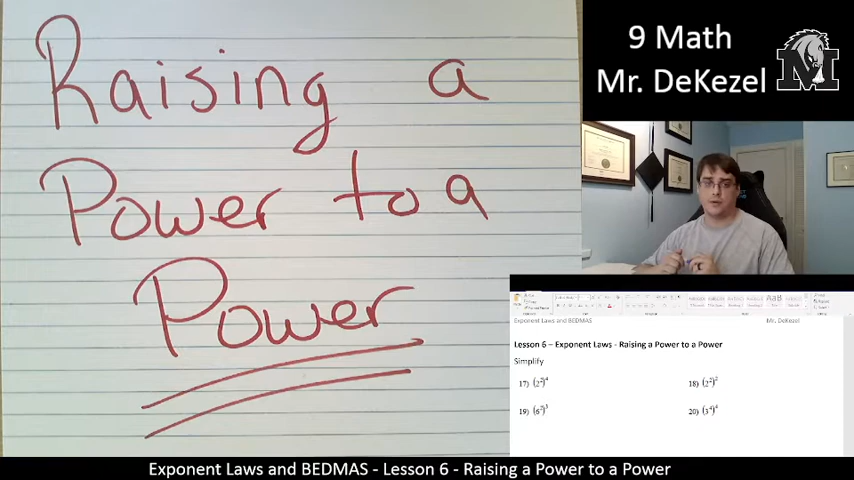 Raising a
Power to a
Power
9 Math
Mr. DeKezel
M
Exponent Laws and BEDMAS
Mr. DeKezel
Lesson 6 – Exponent Laws - Raising a Power to a Power
Simplify
17) 18)
19) 20)
Exponent Laws and BEDMAS - Lesson 6 - Raising a Power to a Power